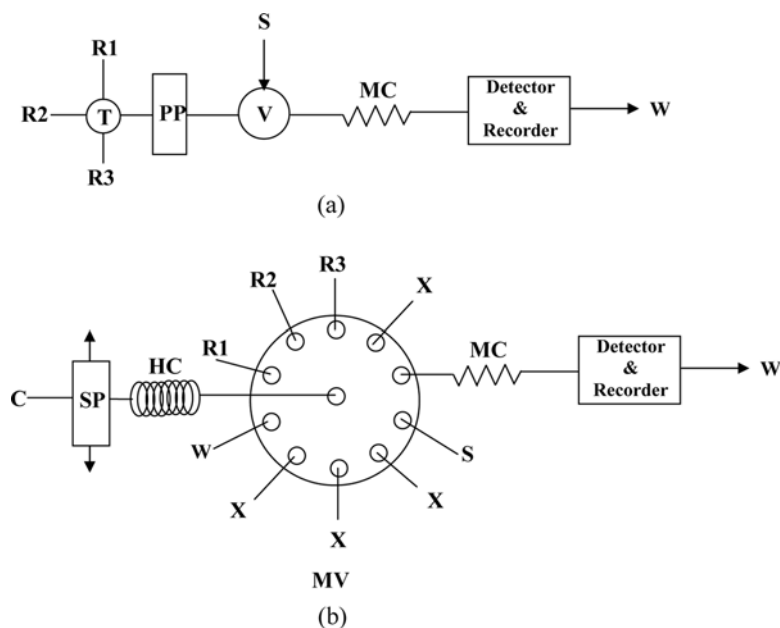 S
R1
R2
T
PP
V
MC
Detector
&
Recorder
W
R3
(a)
R3
R2
X
R1
HC
MC
Detector
&
Recorder
W
C
SP
W
S
X
X
X
MV
(b)